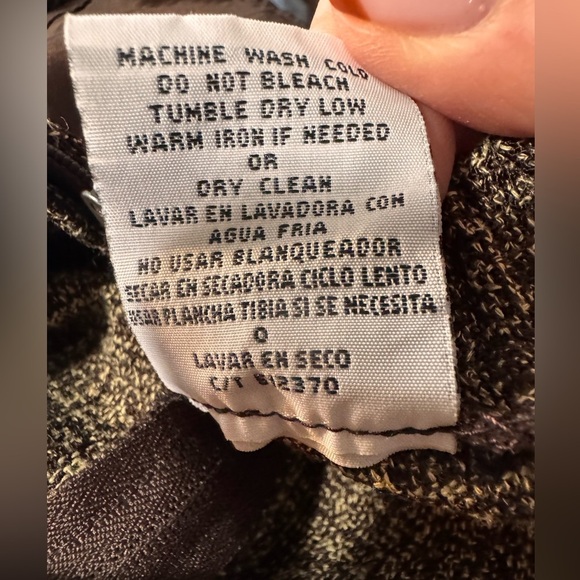 MACHINE WASH COLD
DO NOT BLEACH
TUMBLE DRY LOW
WARM IRON IF NEEDED
OR
DRY CLEAN
LAVAR EN LAVADORA CON
AGUA FRIA
NO USAR BLANQUEADOR
SECAR EN SECADORA CICLO LENTO
USAR PLANCHA TIBIA SI SE NECESITA
O
LAVAR EN SECO
C/T 612370